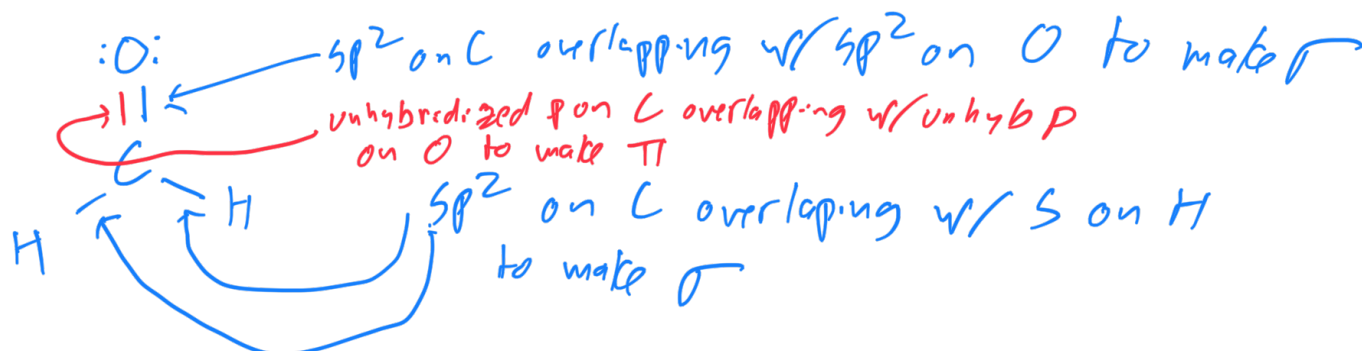 :O: sp² on C overlapping w/ sp² on O to make σ
|| unhybridized p on C overlapping w/ unhyb p
on O to make π
C
H H sp² on C overlaping w/ S on H
to make σ